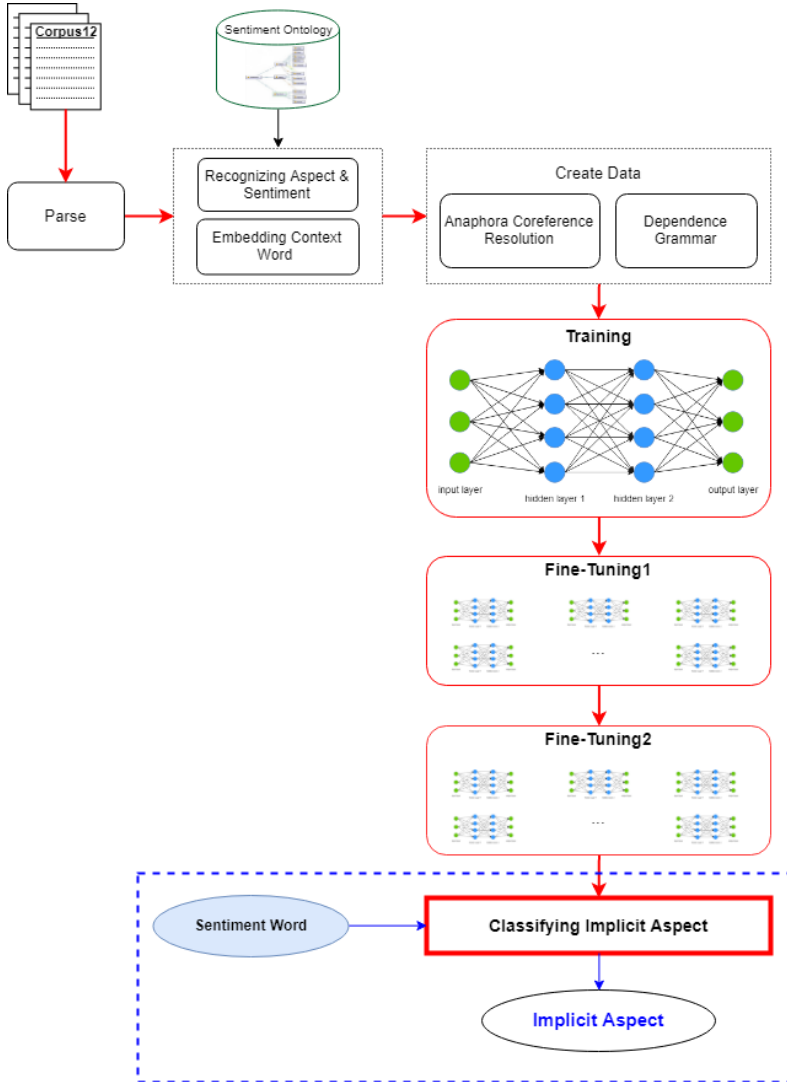 Corpus12
Sentiment Ontology
Parse
Recognizing Aspect &
Sentiment
Embedding Context
Word
Create Data
Anaphora Coreference
Resolution
Dependence
Grammar
Training
input layer
hidden layer 1
hidden layer 2
output layer
Fine-Tuning1
...
Fine-Tuning2
...
Sentiment Word
Classifying Implicit Aspect
Implicit Aspect